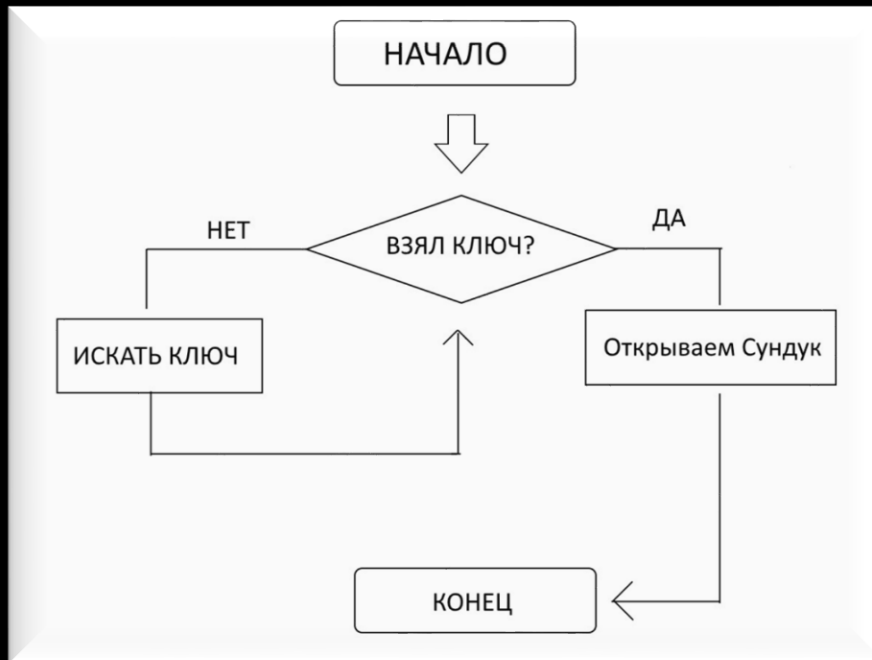 НАЧАЛО
НЕТ
ДА
ВЗЯЛ КЛЮЧ?
ИСКАТЬ КЛЮЧ
Открываем Сундук
КОНЕЦ